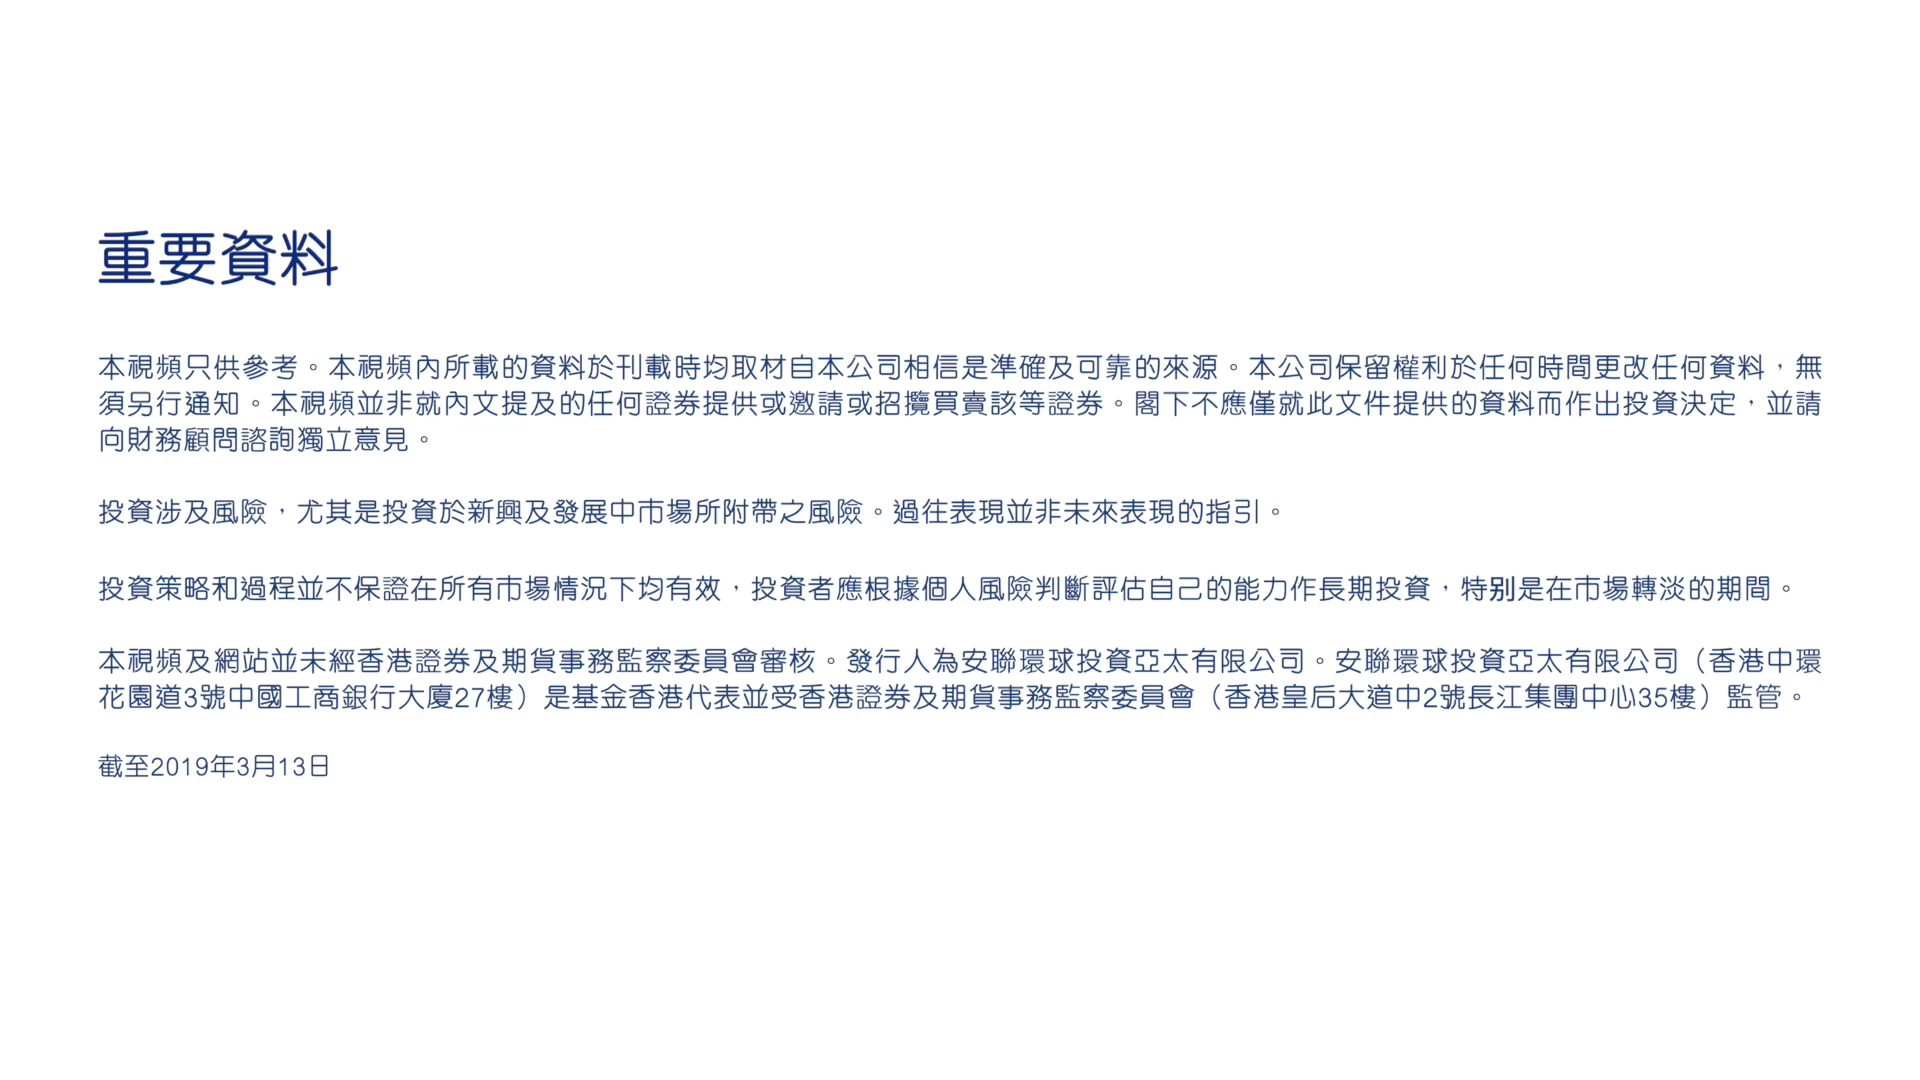 重要資料
本視頻只供參考。本視頻內所載的資料於刊載時均取材自本公司相信是準確及可靠的來源。本公司保留權利於任何時間更改任何資料，無
須另行通知。本視頻並非就內文提及的任何證券提供或邀請或招攬買賣該等證券。閣下不應僅就此文件提供的資料而作出投資決定，並請
向財務顧問諮詢獨立意見。
投資涉及風險，尤其是投資於新興及發展中市場所附帶之風險。過往表現並非未來表現的指引。
投資策略和過程並不保證在所有市場情況下均有效，投資者應根據個人風險判斷評估自己的能力作長期投資，特别是在市場轉淡的期間。
本視頻及網站並未經香港證券及期貨事務監察委員會審核。發行人為安聯環球投資亞太有限公司。安聯環球投資亞太有限公司（香港中環
花園道3號中國工商銀行大廈27樓）是基金香港代表並受香港證券及期貨事務監察委員會（香港皇后大道中2號長江集團中心35樓）監管。
截至2019年3月13日